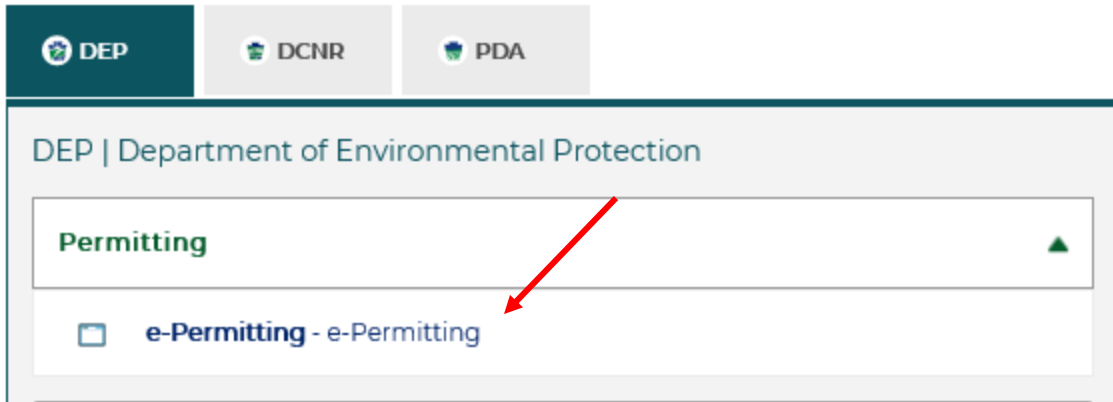 DEP DCNR PDA
DEP | Department of Environmental Protection
Permitting
e-Permitting - e-Permitting